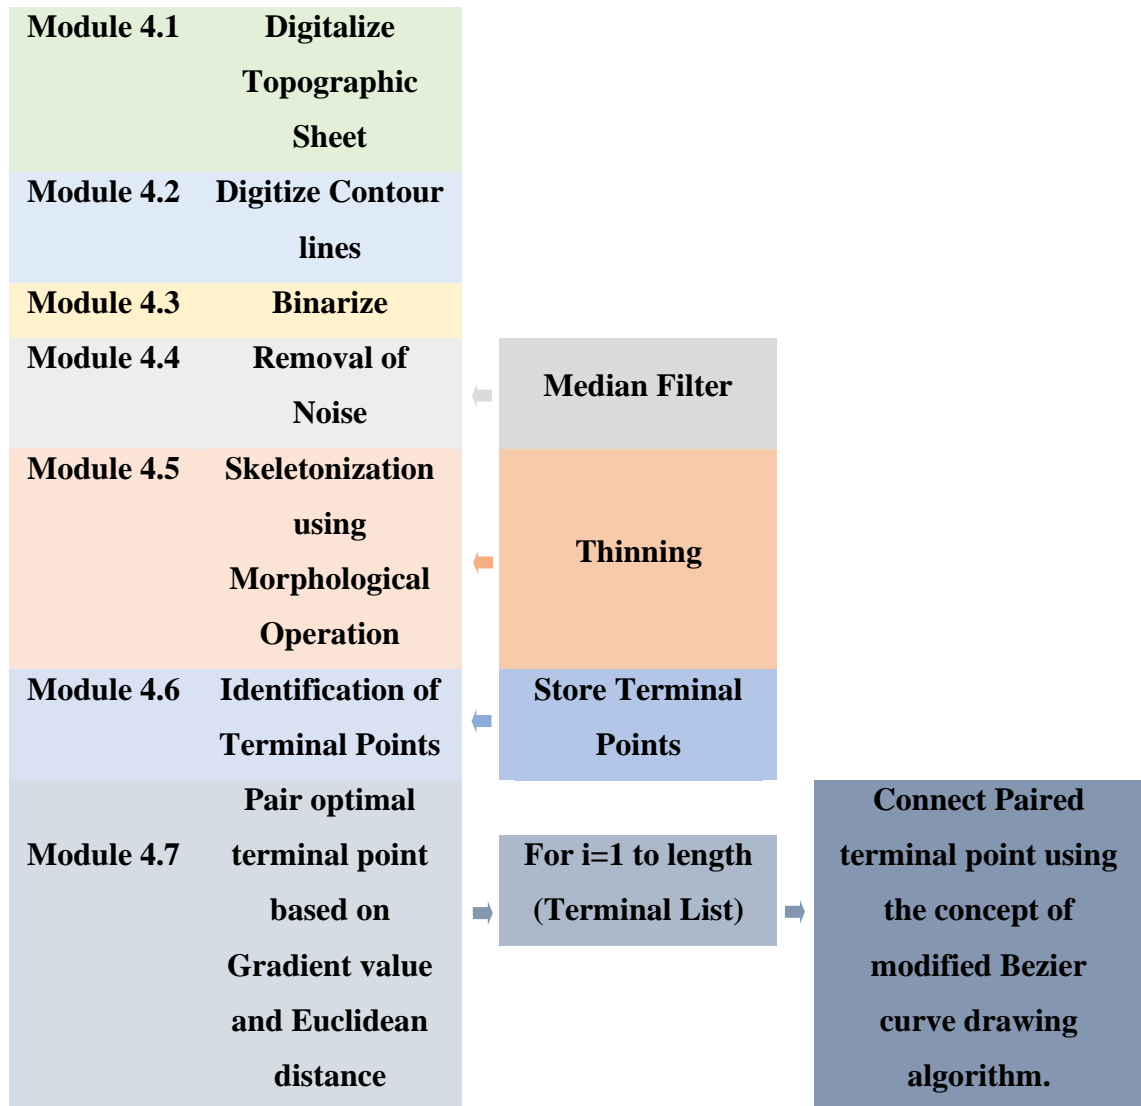 Module 4.1 Digitalize
Topographic
Sheet
Module 4.2 Digitize Contour
lines
Module 4.3 Binarize
Module 4.4 Removal of
Noise
Median Filter
Module 4.5 Skeletonization
using
Morphological
Operation
Thinning
Module 4.6 Identification of
Terminal Points
Store Terminal
Points
Module 4.7
Pair optimal
terminal point
based on
Gradient value
and Euclidean
distance
For i=1 to length
(Terminal List)
Connect Paired
terminal point using
the concept of
modified Bezier
curve drawing
algorithm.